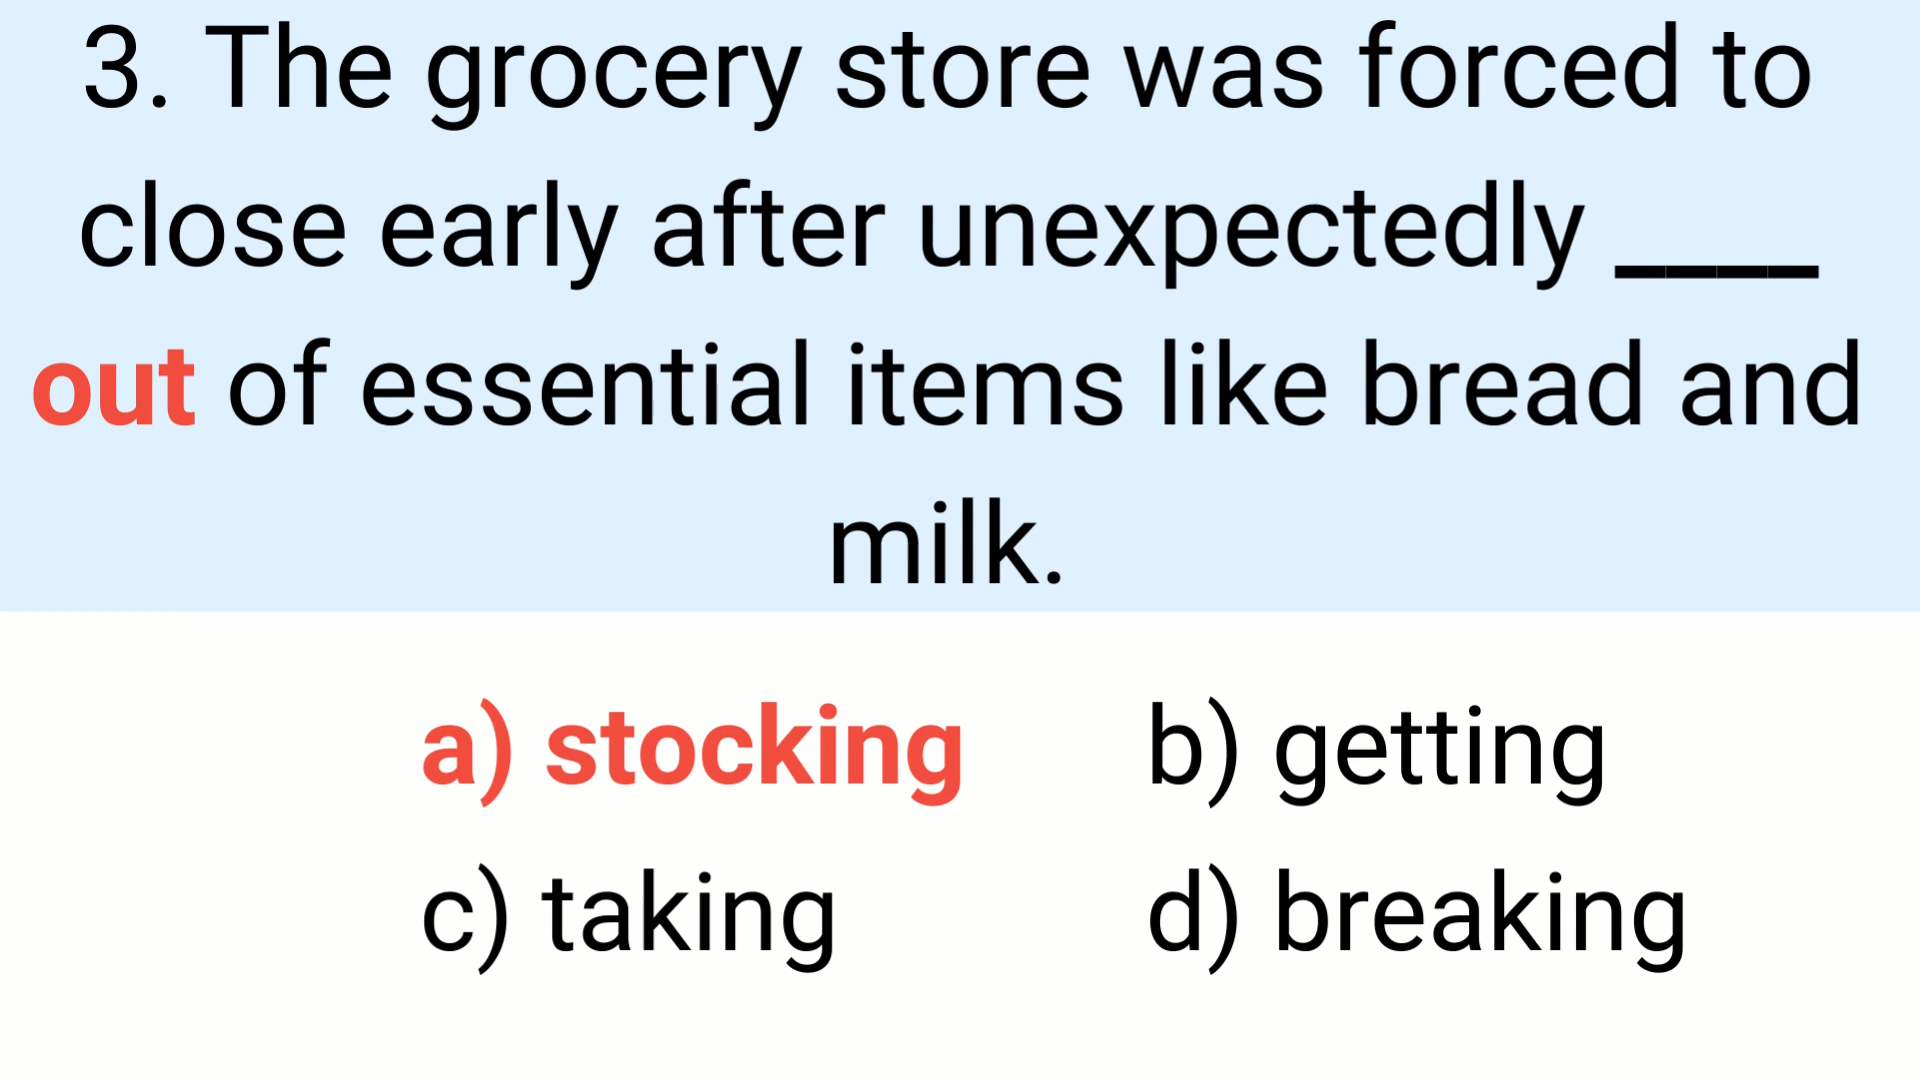 3. The grocery store was forced to
close early after unexpectedly ____
out of essential items like bread and
milk.
a) stocking b) getting
c) taking d) breaking